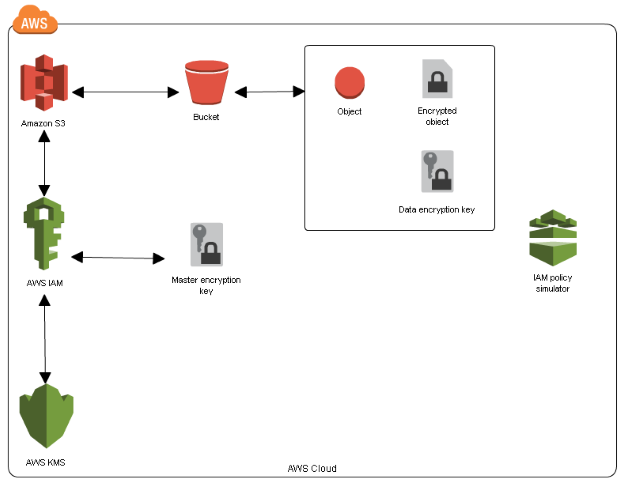 AWS
Amazon S3
Bucket
Object
Encrypted
object
Data encryption key
AWS IAM
Master encryption
key
IAM policy
simulator
AWS KMS
AWS Cloud